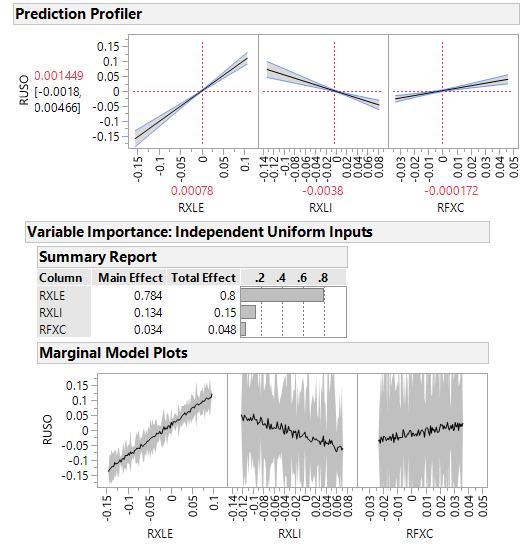 Prediction Profiler
RUSO
0.001449
[-0.0018,
0.00466]
0.15
0.1
0.05
0
-0.05
-0.1
-0.15
-0.15 -0.1 -0.05 0 0.05 0.1
-0.14 -0.12 -0.1 -0.08 -0.06 -0.04 -0.02 0 0.02 0.04 0.06 0.08
-0.03 -0.02 -0.01 0 0.01 0.02 0.03 0.04 0.05
0.00078 -0.0038 -0.000172
RXLE RXLI RFXC
Variable Importance: Independent Uniform Inputs
Summary Report
Column Main Effect Total Effect .2 .4 .6 .8
RXLE 0.784 0.8
RXLI 0.134 0.15
RFXC 0.034 0.048
Marginal Model Plots
RUSO
0.15
0.1
0.05
0
-0.05
-0.1
-0.15
-0.15 -0.1 -0.05 0 0.05 0.1
-0.14 -0.12 -0.1 -0.08 -0.06 -0.04 -0.02 0 0.02 0.04 0.06 0.08
-0.03 -0.02 -0.01 0 0.01 0.02 0.03 0.04 0.05
RXLE RXLI RFXC